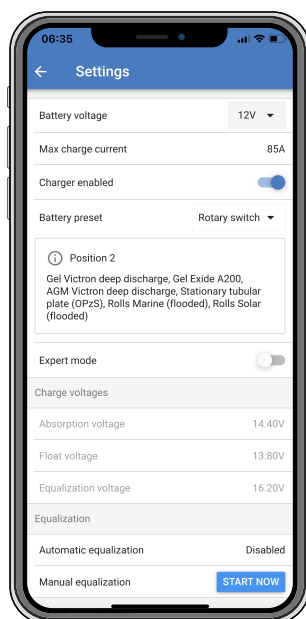 06:35
Settings
Battery voltage 12V
Max charge current 85A
Charger enabled
Battery preset Rotary switch
Position 2
Gel Victron deep discharge, Gel Exide A200,
AGM Victron deep discharge, Stationary tubular
plate (OPzS), Rolls Marine (flooded), Rolls Solar
(flooded)
Expert mode
Charge voltages
Absorption voltage 14.40V
Float voltage 13.80V
Equalization voltage 16.20V
Equalization
Automatic equalization Disabled
Manual equalization START NOW